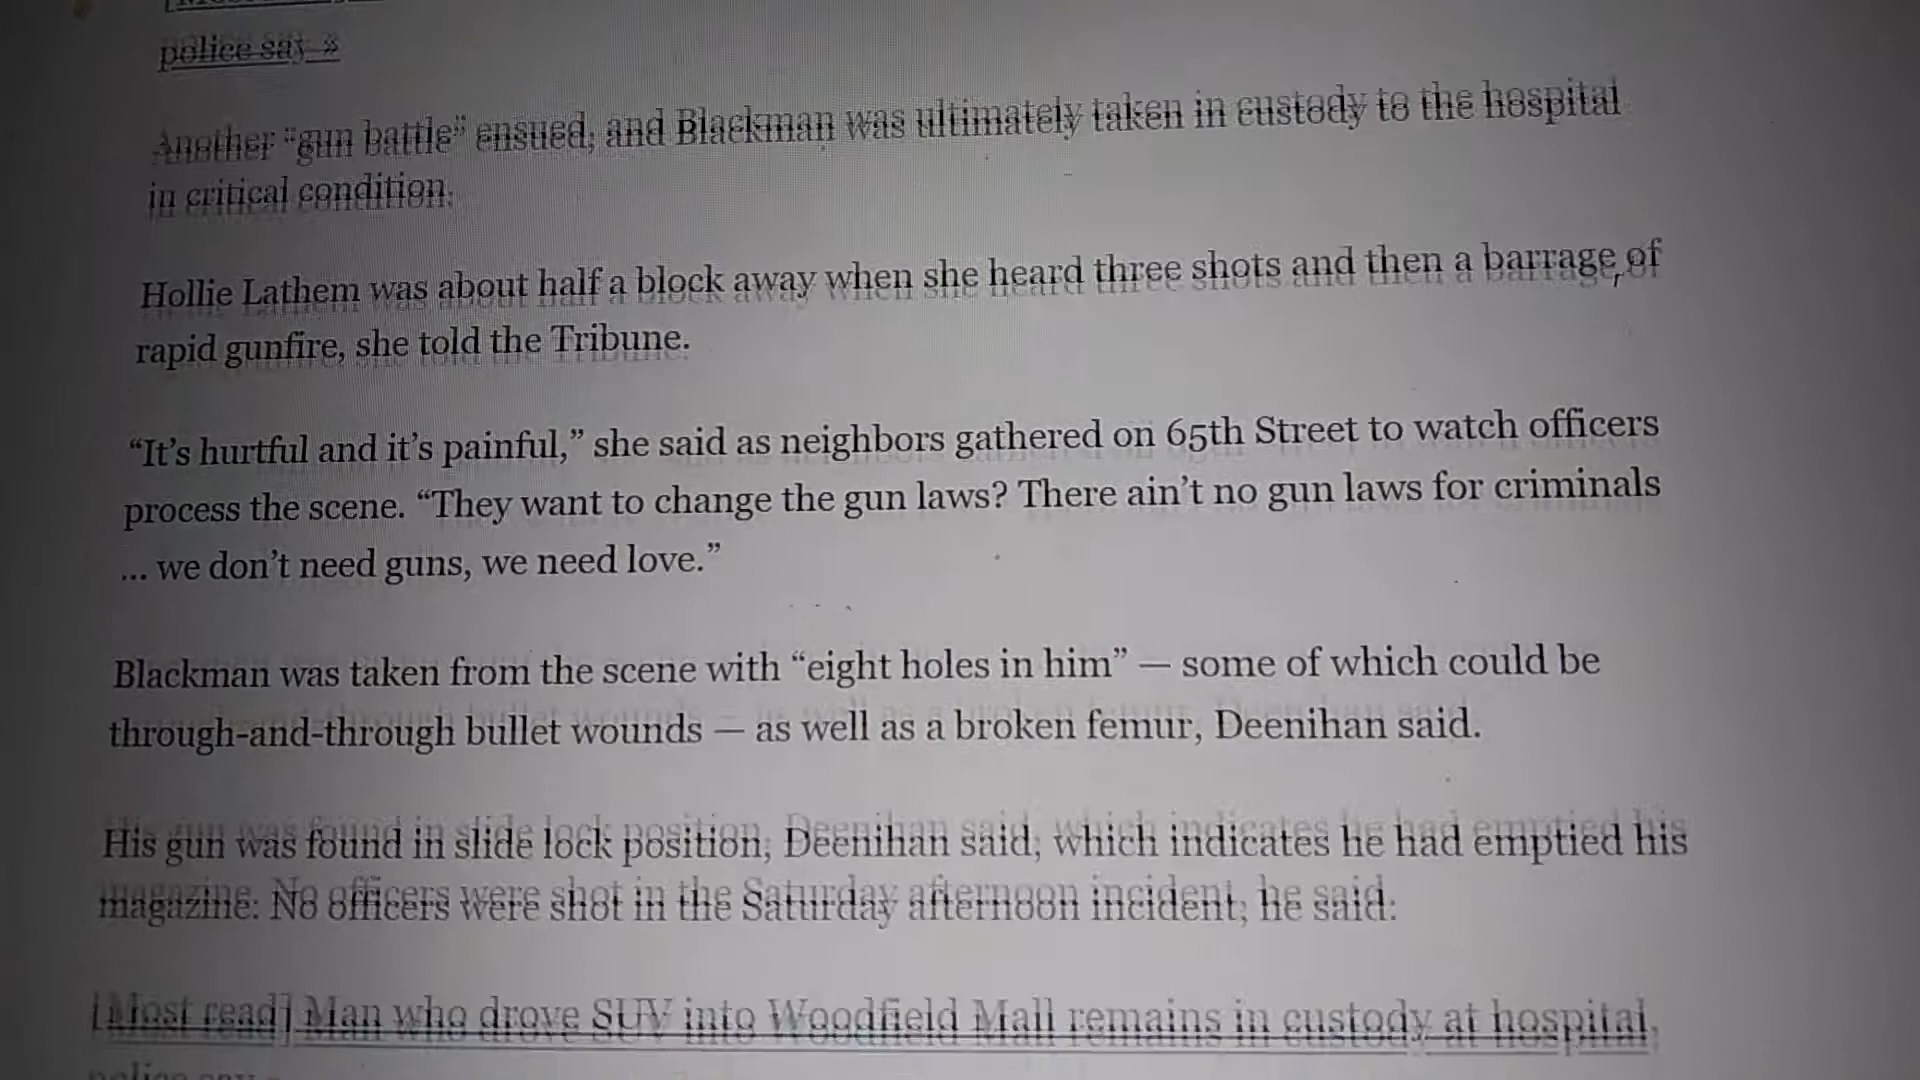 police say »
Another “gun battle” ensued, and Blackman was ultimately taken in custody to the hospital
in critical condition.
Hollie Lathem was about half a block away when she heard three shots and then a barrage of
rapid gunfire, she told the Tribune.
“It’s hurtful and it’s painful,” she said as neighbors gathered on 65th Street to watch officers
process the scene. “They want to change the gun laws? There ain’t no gun laws for criminals
... we don’t need guns, we need love.”
Blackman was taken from the scene with “eight holes in him” — some of which could be
through-and-through bullet wounds — as well as a broken femur, Deenihan said.
His gun was found in slide lock position, Deenihan said, which indicates he had emptied his
magazine. No officers were shot in the Saturday afternoon incident, he said.
[Most read] Man who drove SUV into Woodfield Mall remains in custody at hospital,
police say